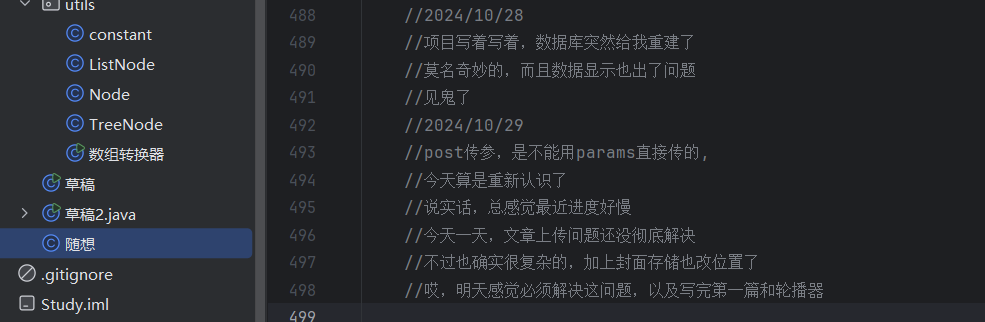 utils
constant
ListNode
Node
TreeNode
数组转换器
草稿
草稿2.java
随想
.gitignore
Study.iml
488 //2024/10/28
489 //项目写着写着，数据库突然给我重建了
490 //莫名奇妙的，而且数据显示也出了问题
491 //见鬼了
492 //2024/10/29
493 //post传参，是不能用params直接传的，
494 //今天算是重新认识了
495 //说实话，总感觉最近进度好慢
496 //今天一天，文章上传问题还没彻底解决
497 //不过也确实很复杂的，加上封面存储也改位置了
498 //哎，明天感觉必须解决这问题，以及写完第一篇和轮播器
499